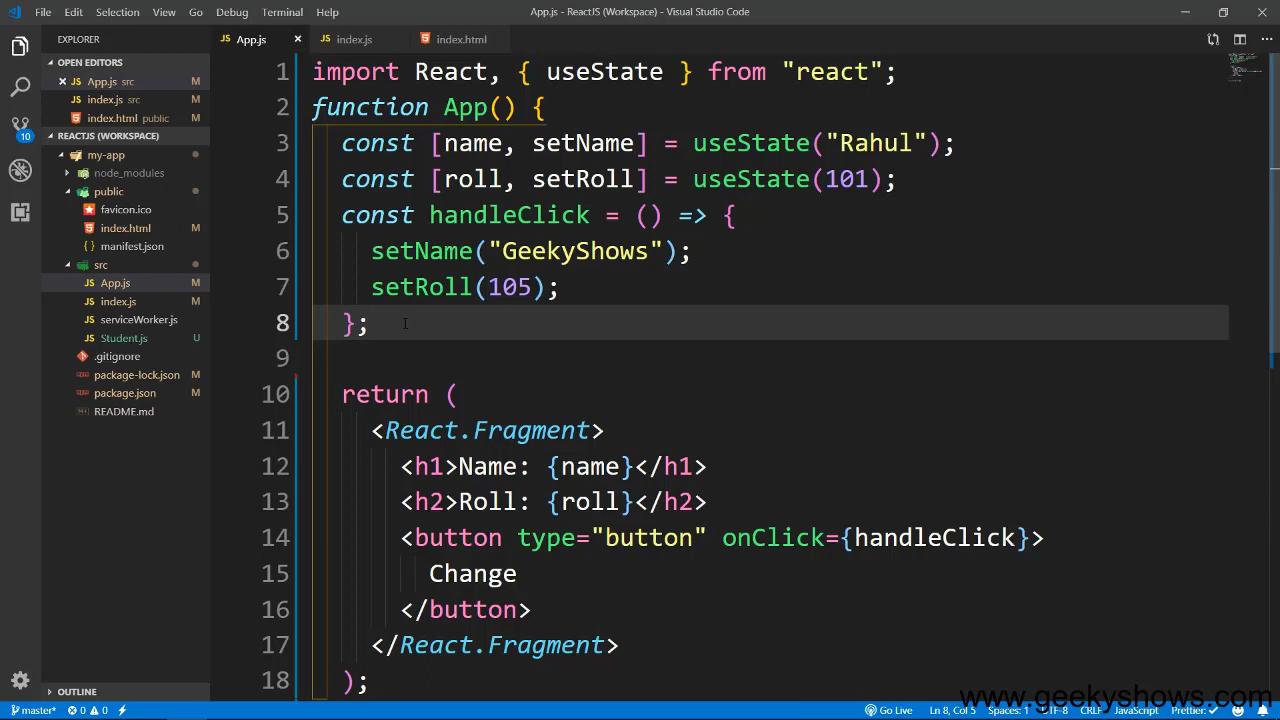 File Edit Selection View Go Debug Terminal Help
App.js - ReactJS (Workspace) - Visual Studio Code
EXPLORER
OPEN EDITORS
App.js src M
index.js src M
index.html public M
REACTJS (WORKSPACE)
my-app
node_modules
public
favicon.ico
index.html M
manifest.json
src
App.js M
index.js M
serviceWorker.js
Student.js U
.gitignore
package-lock.json M
package.json M
README.md
OUTLINE
10
App.js index.js index.html
1 import React, { useState } from "react";
2 function App() {
3 const [name, setName] = useState("Rahul");
4 const [roll, setRoll] = useState(101);
5 const handleClick = () => {
6 setName("GeekyShows");
7 setRoll(105);
8 };
9
10 return (
11 <React.Fragment>
12 <h1>Name: {name}</h1>
13 <h2>Roll: {roll}</h2>
14 <button type="button" onClick={handleClick}>
15 Change
16 </button>
17 </React.Fragment>
18 );
www.geekyshows.com
master* 0 0 Go Live Ln 8, Col 5 Spaces: 1 UTF-8 CRLF JavaScript Prettier: ✓